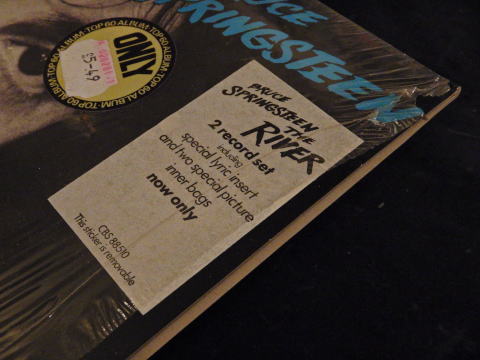 BRUCE
SPRINGSTEEN
TOP 60 ALBUM·TOP 60 ALBUM·TOP 60 ALBUM·
ONLY
£5-49
BRUCE
SPRINGSTEEN
THE
RIVER
2 record set
including
special lyric insert
and two special picture
inner bags
now only
CBS 88510
This sticker is removable